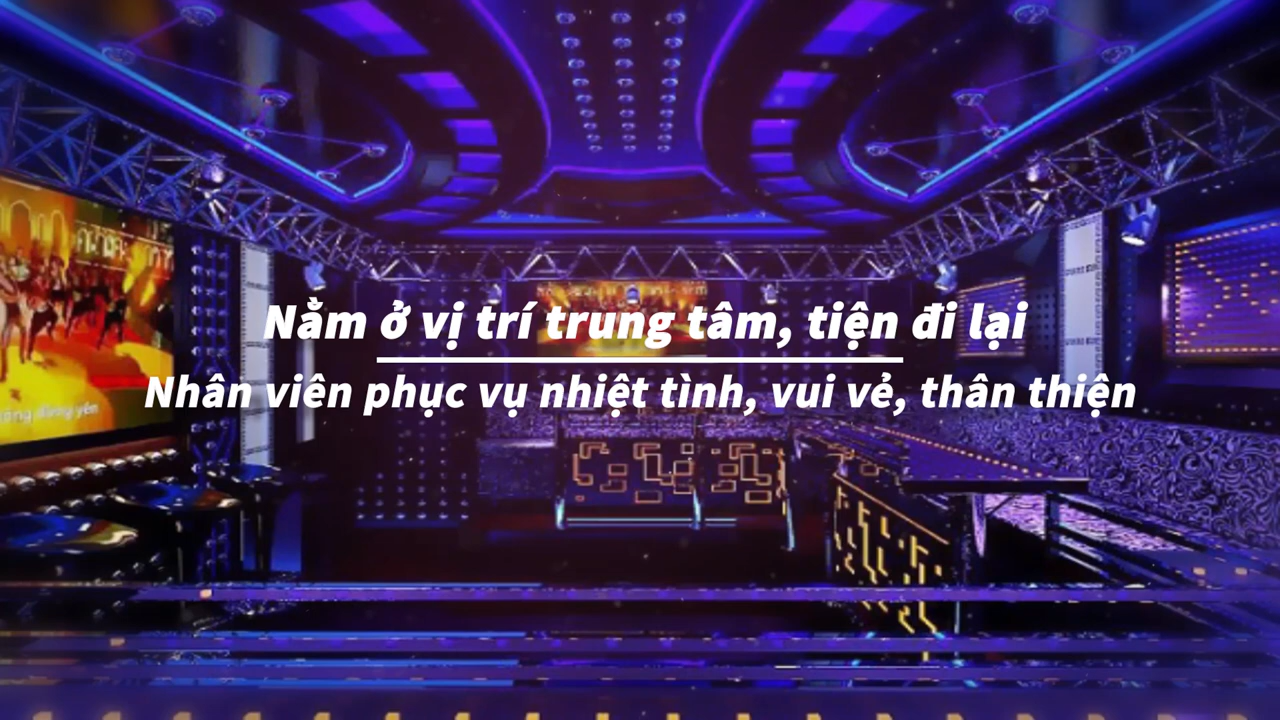 Nằm ở vị trí trung tâm, tiện đi lại
Nhân viên phục vụ nhiệt tình, vui vẻ, thân thiện